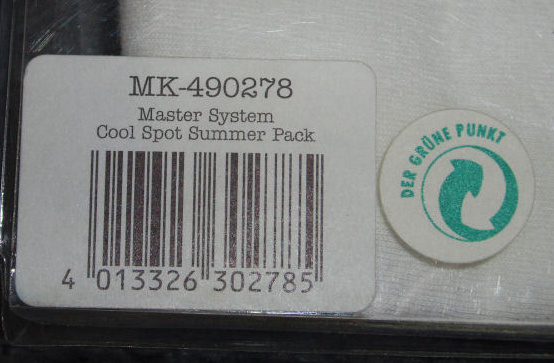 MK-490278
Master System
Cool Spot Summer Pack
4 013326 302785
DER GRÜNE PUNKT